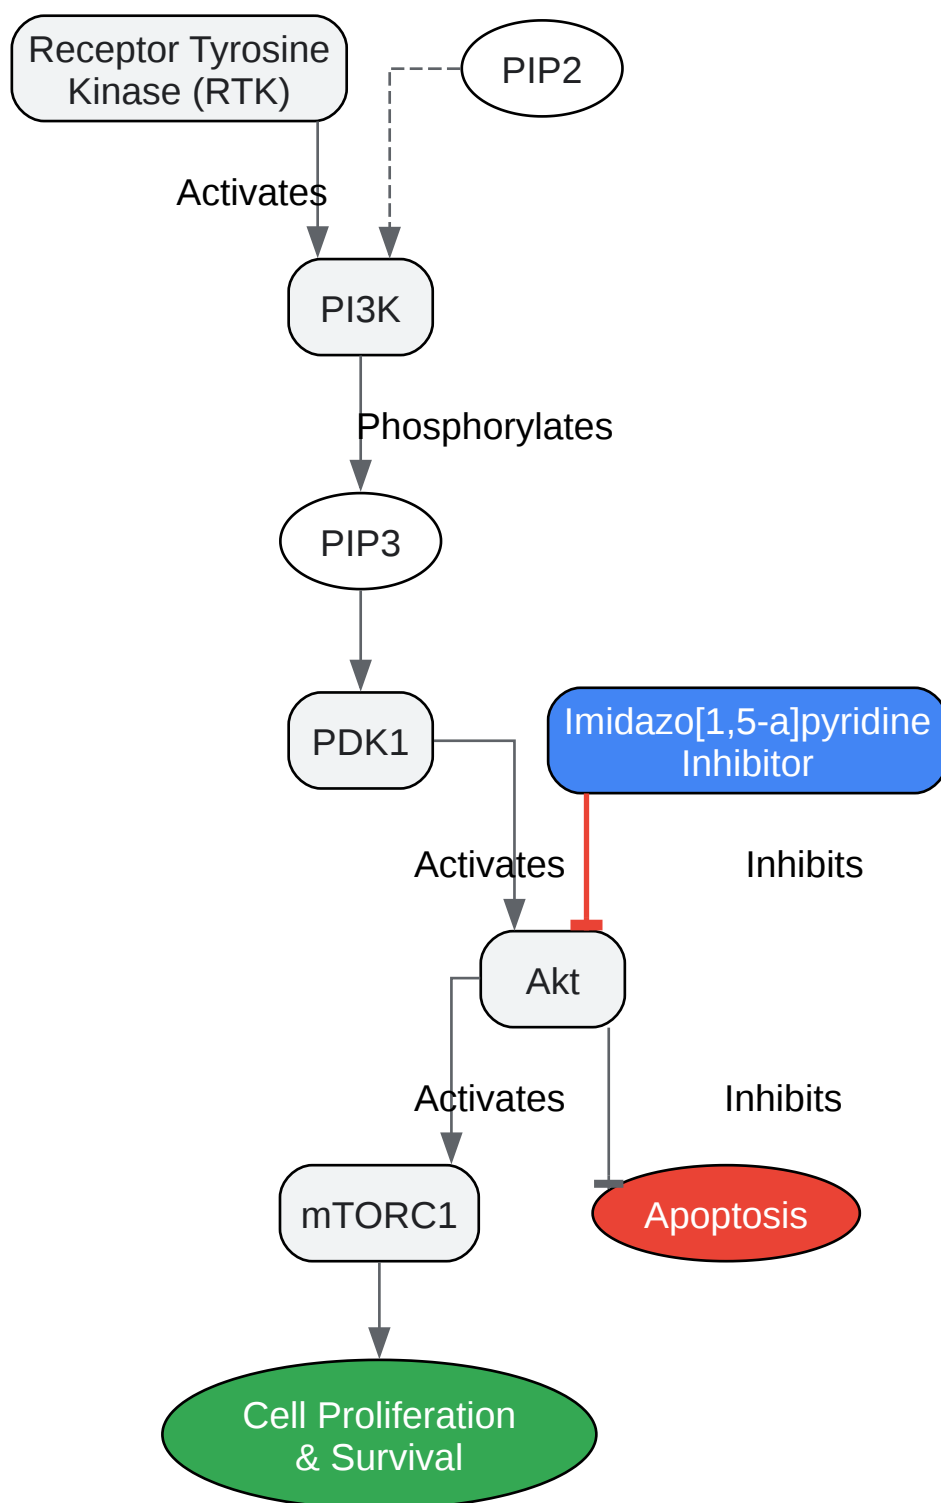 Receptor Tyrosine
Kinase (RTK)
PIP2
Activates
PI3K
Phosphorylates
PIP3
PDK1
Imidazo[1,5-a]pyridine
Inhibitor
Activates
Inhibits
Akt
Activates
Inhibits
mTORC1
Apoptosis
Cell Proliferation
& Survival